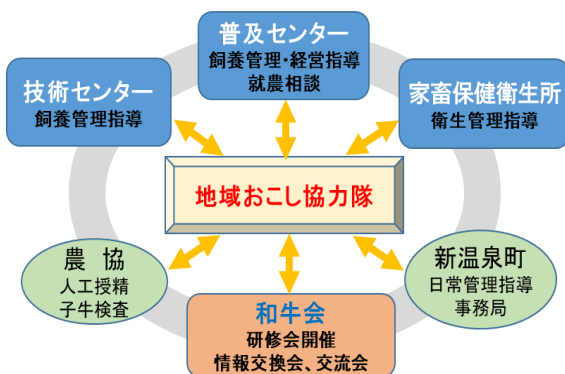 普及センター
飼養管理・経営指導
就農相談
技術センター
飼養管理指導
家畜保健衛生所
衛生管理指導
地域おこし協力隊
農　協
人工授精
子牛検査
新温泉町
日常管理指導
事務局
和牛会
研修会開催
情報交換会、交流会